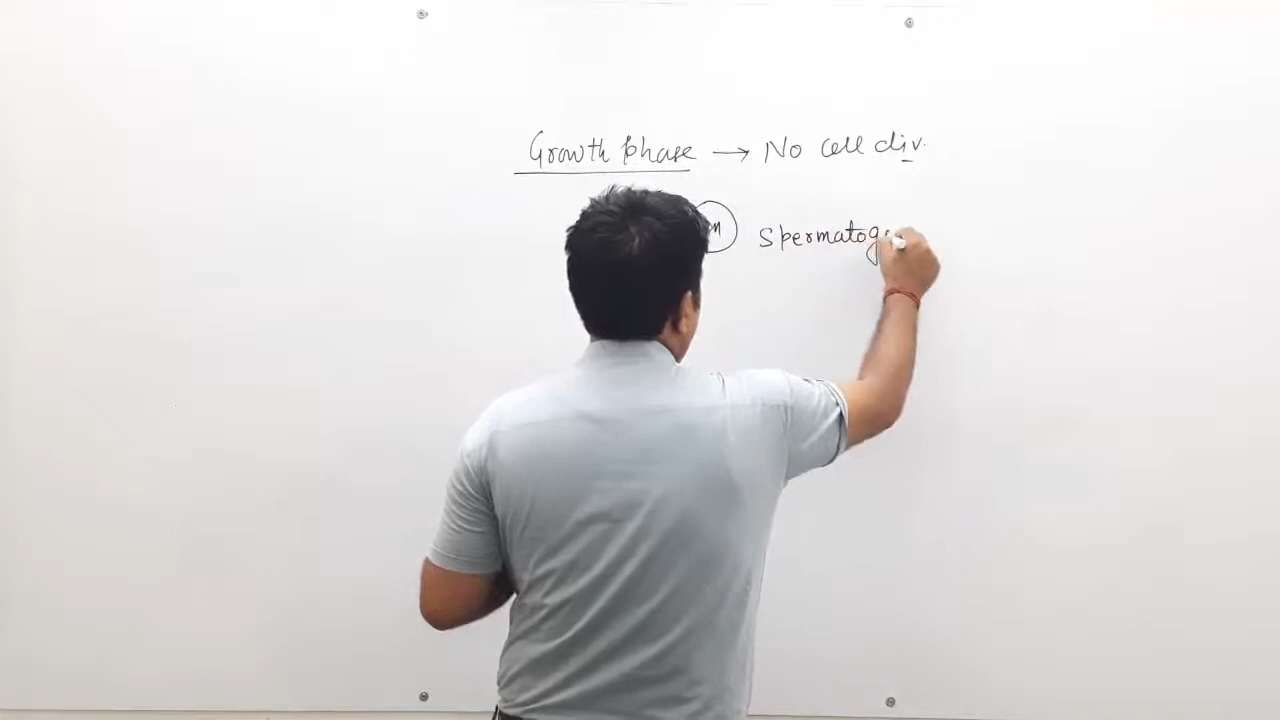 Growth phase → No cell div.
Spermatog